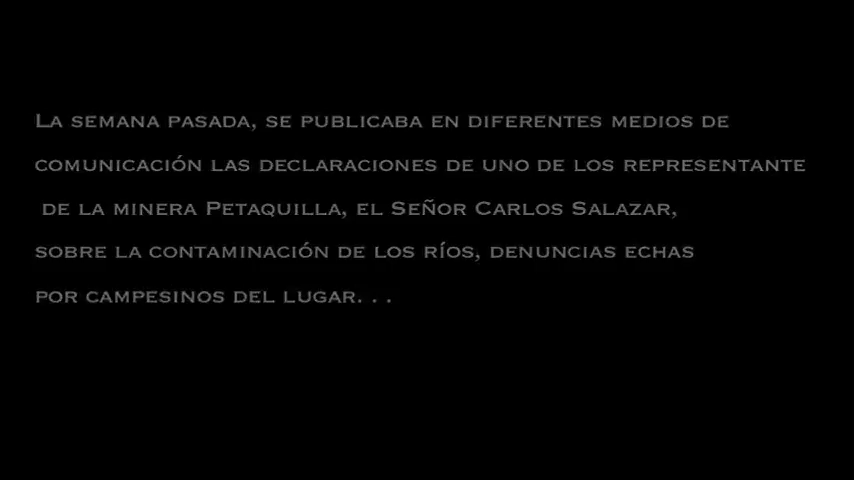 La semana pasada, se publicaba en diferentes medios de
comunicación las declaraciones de uno de los representante
de la minera Petaquilla, el Señor Carlos Salazar,
sobre la contaminación de los ríos, denuncias echas
por campesinos del lugar. . .